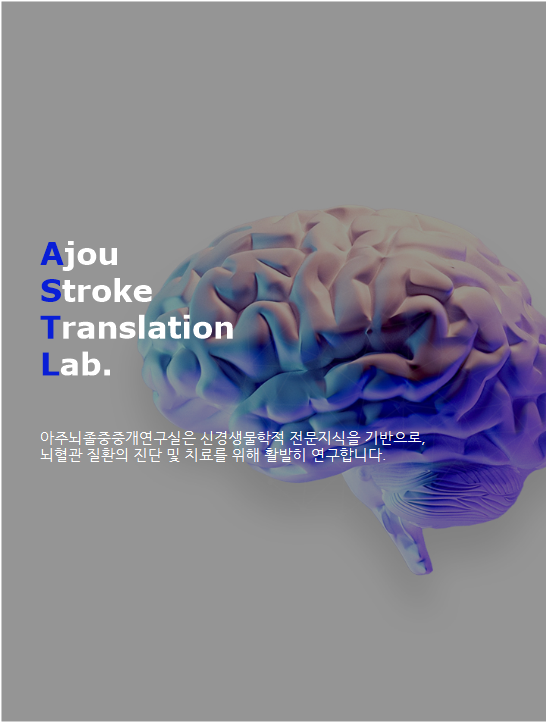 Ajou
Stroke
Translation
Lab.
아주뇌졸중중개연구실은 신경생물학적 전문지식을 기반으로,
뇌혈관 질환의 진단 및 치료를 위해 활발히 연구합니다.